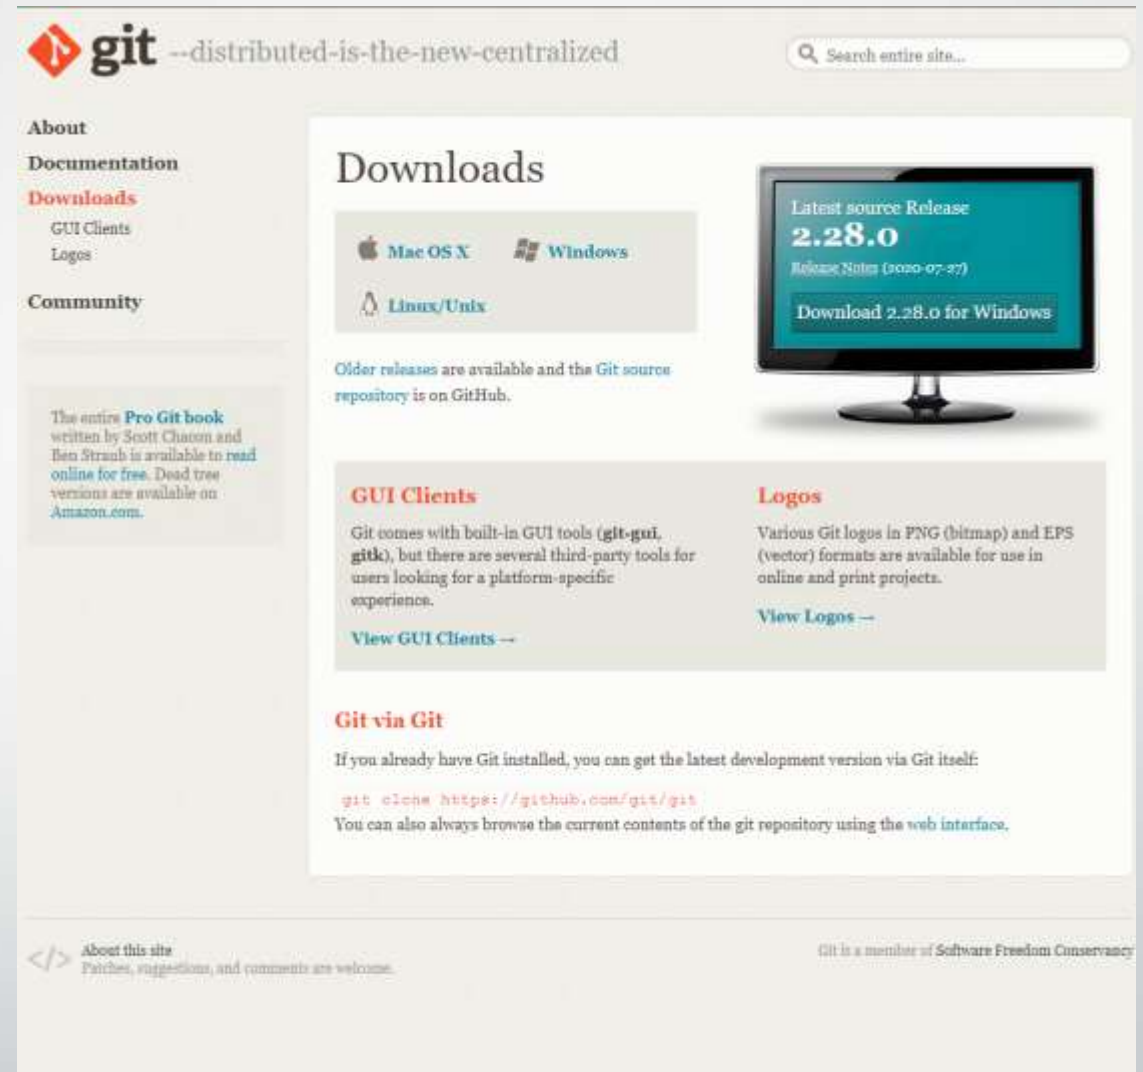 git --distributed-is-the-new-centralized
Search entire site...
About
Documentation
Downloads
GUI Clients
Logos
Community
The entire Pro Git book
written by Scott Chacon and
Ben Straub is available to read
online for free. Dead tree
versions are available on
Amazon.com.
Downloads
Mac OS X
Windows
Linux/Unix
Older releases are available and the Git source
repository is on GitHub.
Latest source Release
2.28.0
Release Notes (2020-07-27)
Download 2.28.0 for Windows
GUI Clients
Git comes with built-in GUI tools (git-gui,
gitk), but there are several third-party tools for
users looking for a platform-specific
experience.
View GUI Clients →
Logos
Various Git logos in PNG (bitmap) and EPS
(vector) formats are available for use in
online and print projects.
View Logos →
Git via Git
If you already have Git installed, you can get the latest development version via Git itself:
git clone https://github.com/git/git
You can also always browse the current contents of the git repository using the web interface.
</> About this site
Patches, suggestions, and comments are welcome.
Git is a member of Software Freedom Conservancy